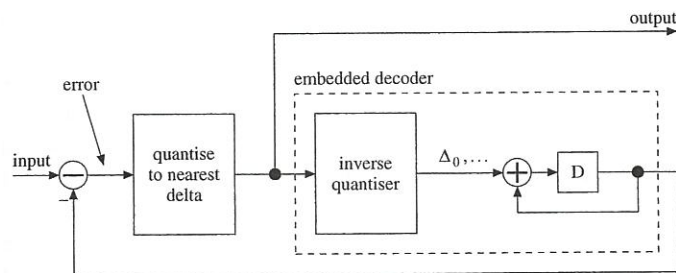 output
embedded decoder
error
input
−
−
quantise
to nearest
delta
inverse
quantiser
Δ₀,...
+
D